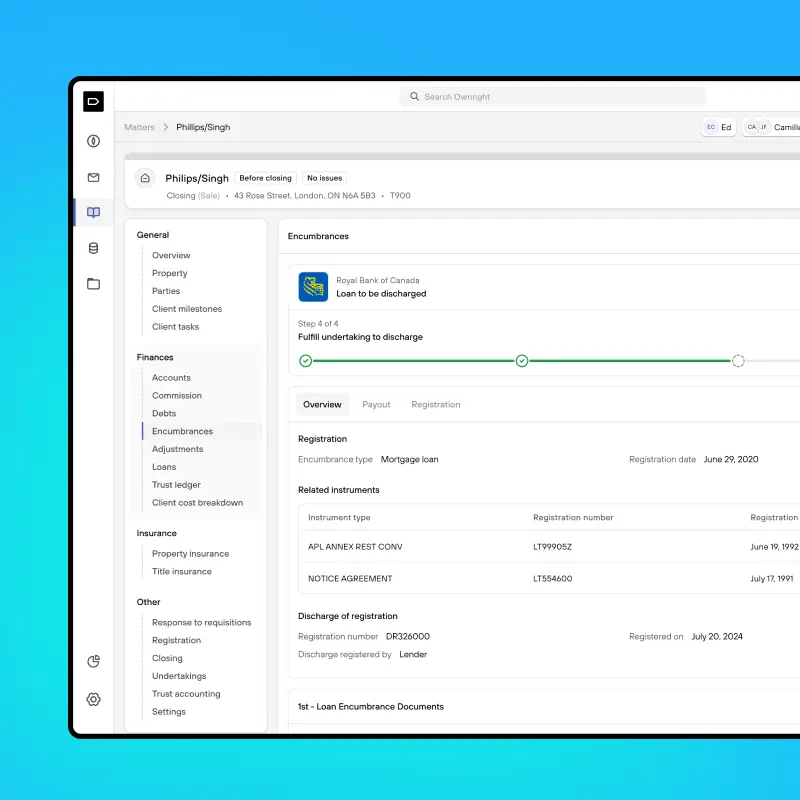 Search Ownright
Matters Phillips/Singh
EC Ed CA JF Camille
Philips/Singh Before closing No issues
Closing (Sale) • 43 Rose Street, London, ON N6A 5B3 • T900
General
Overview
Property
Parties
Client milestones
Client tasks
Finances
Accounts
Commission
Debts
Encumbrances
Adjustments
Loans
Trust ledger
Client cost breakdown
Insurance
Property insurance
Title insurance
Other
Response to requisitions
Registration
Closing
Undertakings
Trust accounting
Settings
Encumbrances
Royal Bank of Canada
Loan to be discharged
Step 4 of 4
Fulfill undertaking to discharge
Overview Payout Registration
Registration
Encumbrance type Mortgage loan Registration date June 29, 2020
Related instruments
Instrument type Registration number Registration
APL ANNEX REST CONV LT99905Z June 19, 1992
NOTICE AGREEMENT LT554600 July 17, 1991
Discharge of registration
Registration number DR326000 Registered on July 20, 2024
Discharge registered by Lender
1st - Loan Encumbrance Documents